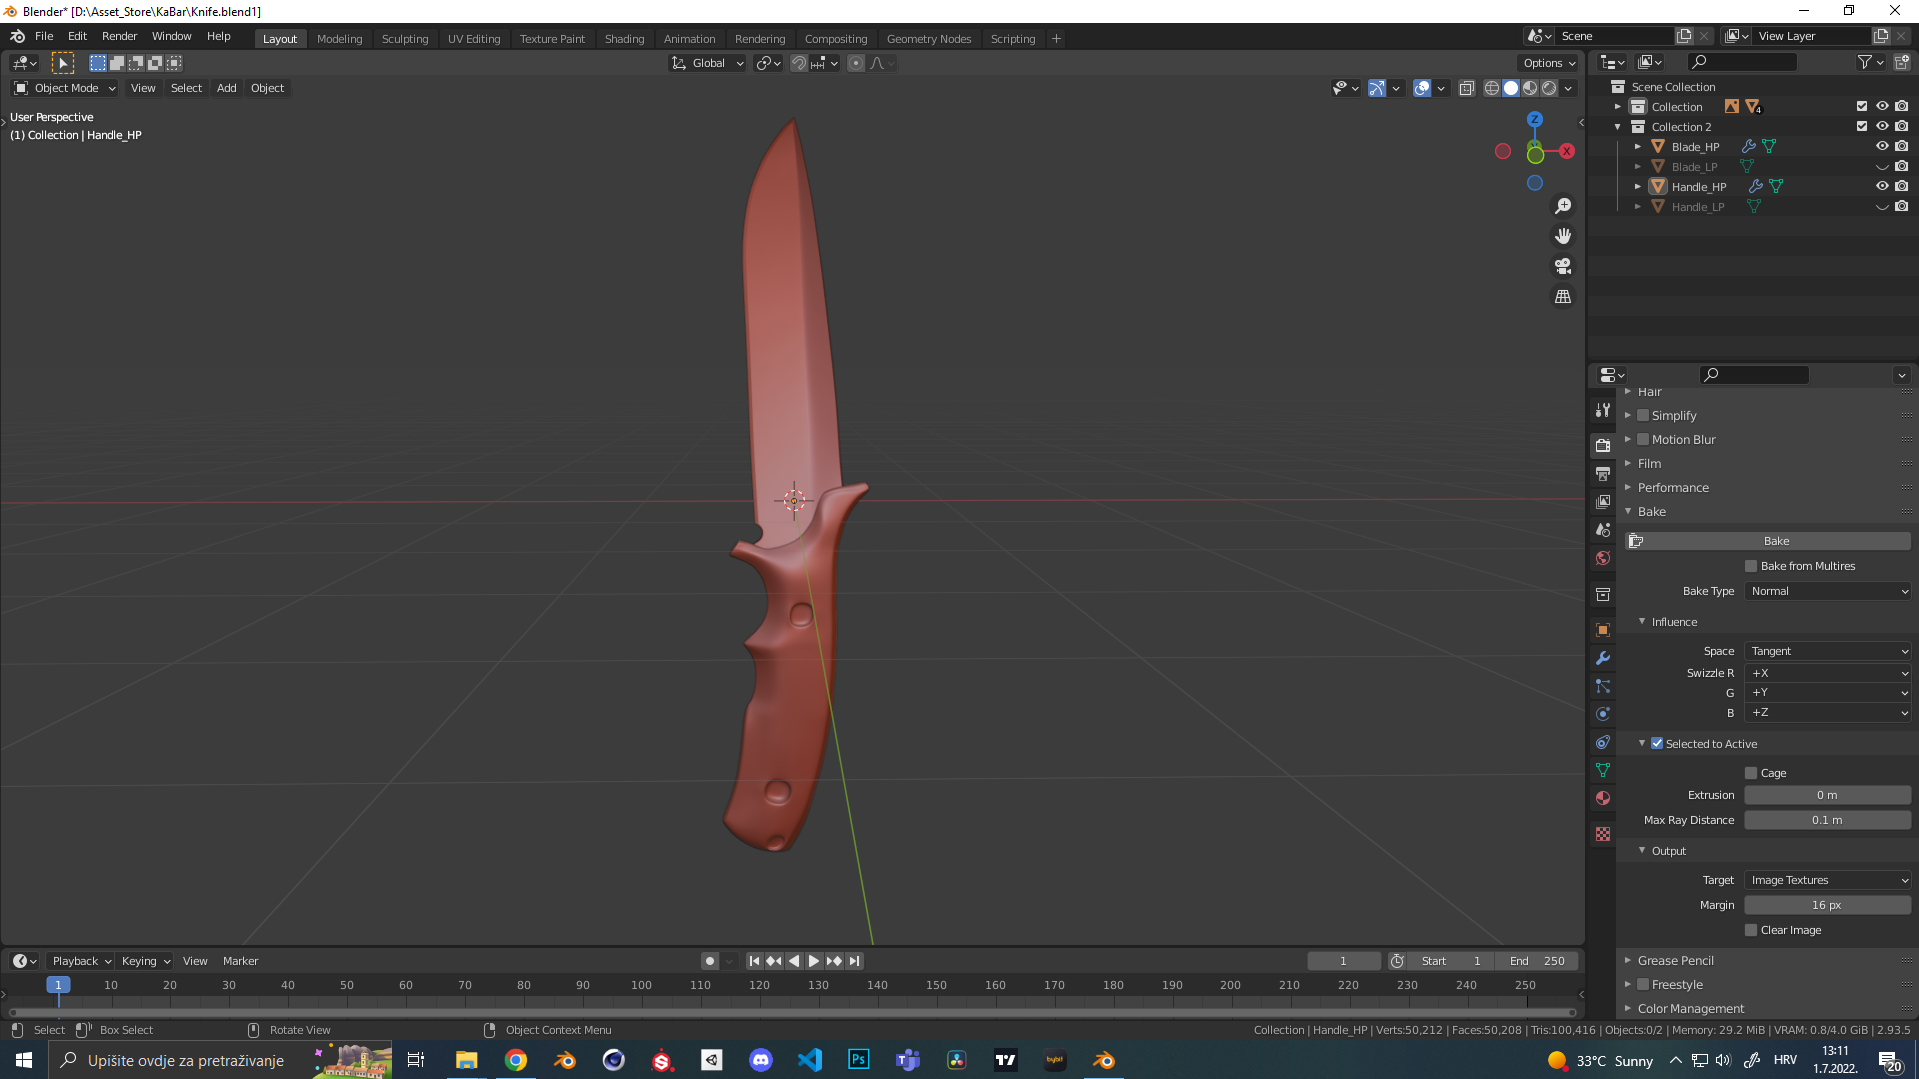 Blender* [D:\Asset_Store\KaBar\Knife.blend1]
File Edit Render Window Help
Layout Modeling Sculpting UV Editing Texture Paint Shading Animation Rendering Compositing Geometry Nodes Scripting +
Scene
View Layer
Global
Options
Object Mode View Select Add Object
User Perspective
(1) Collection | Handle_HP
Z
X
Scene Collection
Collection
4
Collection 2
Blade_HP
Blade_LP
Handle_HP
Handle_LP
Hair
Simplify
Motion Blur
Film
Performance
Bake
Bake
Bake from Multires
Bake Type Normal
Influence
Space Tangent
Swizzle R +X
G +Y
B +Z
Selected to Active
Cage
Extrusion 0 m
Max Ray Distance 0.1 m
Output
Target Image Textures
Margin 16 px
Clear Image
Grease Pencil
Freestyle
Color Management
Playback Keying View Marker
1 Start 1 End 250
1 10 20 30 40 50 60 70 80 90 100 110 120 130 140 150 160 170 180 190 200 210 220 230 240 250
Select Box Select Rotate View Object Context Menu
Collection | Handle_HP | Verts:50,212 | Faces:50,208 | Tris:100,416 | Objects:0/2 | Memory: 29.2 MiB | VRAM: 0.8/4.0 GiB | 2.93.5
Upišite ovdje za pretraživanje
Ps
bybit
33°C Sunny
HRV
13:11
1.7.2022.
20